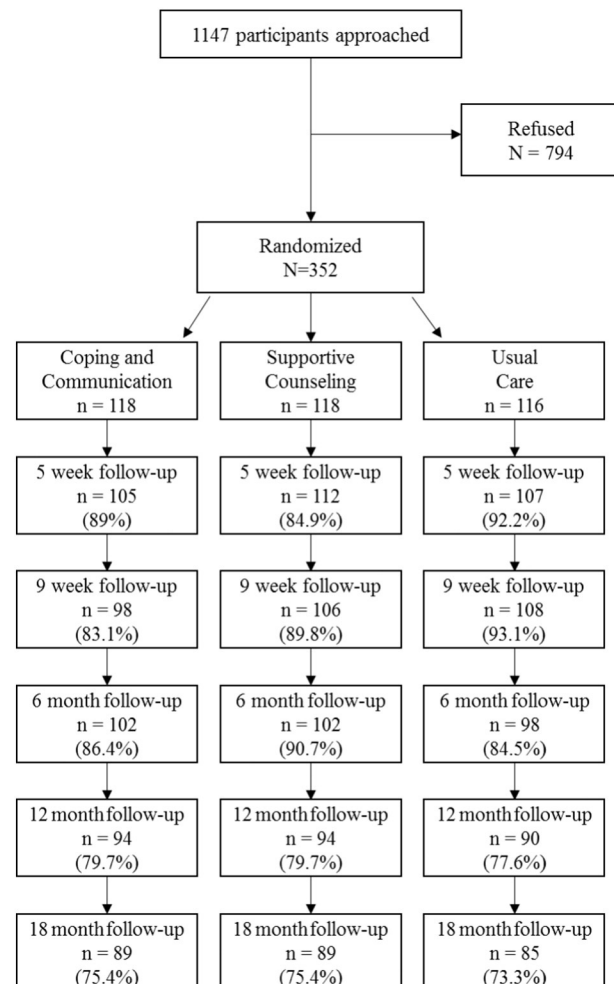 1147 participants approached
Refused
N = 794
Randomized
N=352
Coping and
Communication
n = 118
Supportive
Counseling
n = 118
Usual
Care
n = 116
5 week follow-up
n = 105
(89%)
5 week follow-up
n = 112
(84.9%)
5 week follow-up
n = 107
(92.2%)
9 week follow-up
n = 98
(83.1%)
9 week follow-up
n = 106
(89.8%)
9 week follow-up
n = 108
(93.1%)
6 month follow-up
n = 102
(86.4%)
6 month follow-up
n = 102
(90.7%)
6 month follow-up
n = 98
(84.5%)
12 month follow-up
n = 94
(79.7%)
12 month follow-up
n = 94
(79.7%)
12 month follow-up
n = 90
(77.6%)
18 month follow-up
n = 89
(75.4%)
18 month follow-up
n = 89
(75.4%)
18 month follow-up
n = 85
(73.3%)